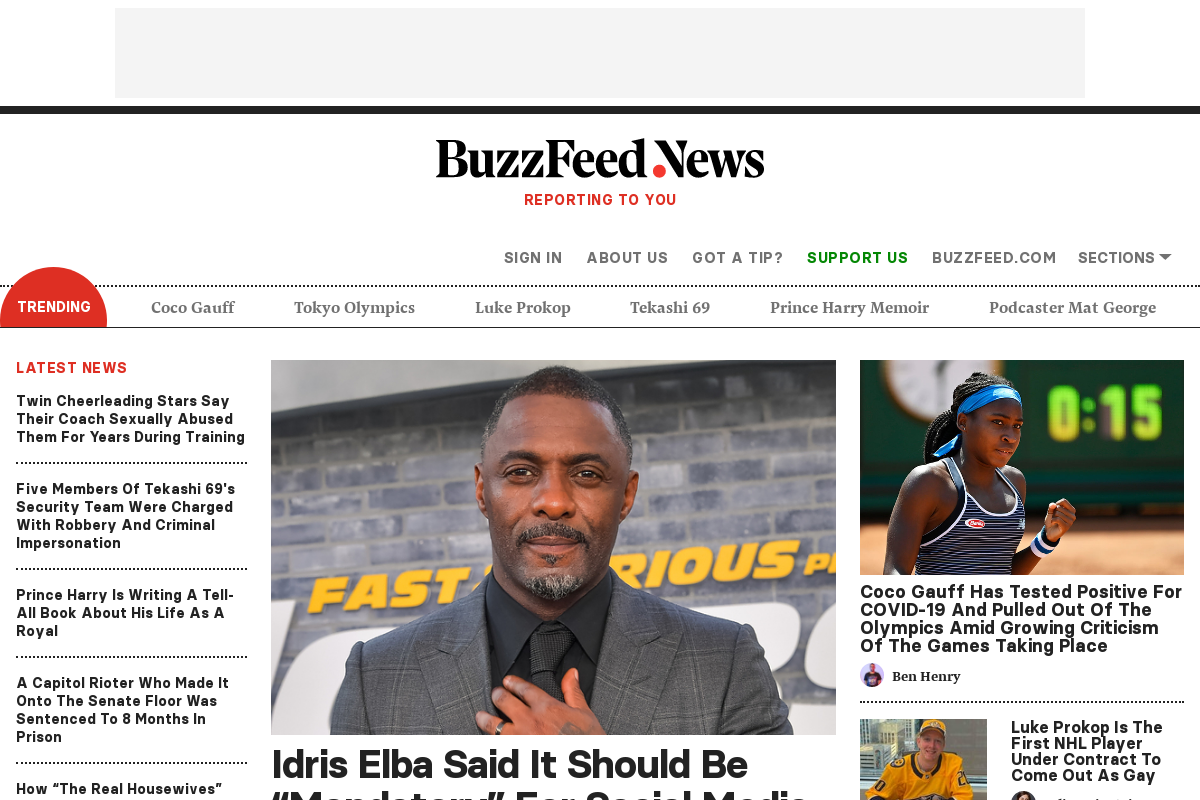 BuzzFeed News
REPORTING TO YOU
SIGN IN ABOUT US GOT A TIP? SUPPORT US BUZZFEED.COM SECTIONS
TRENDING Coco Gauff Tokyo Olympics Luke Prokop Tekashi 69 Prince Harry Memoir Podcaster Mat George
LATEST NEWS
Twin Cheerleading Stars Say
Their Coach Sexually Abused
Them For Years During Training
Five Members Of Tekashi 69's
Security Team Were Charged
With Robbery And Criminal
Impersonation
Prince Harry Is Writing A Tell-
All Book About His Life As A
Royal
A Capitol Rioter Who Made It
Onto The Senate Floor Was
Sentenced To 8 Months In
Prison
How “The Real Housewives”
FAST
RIOUS
Idris Elba Said It Should Be
“Mandatory” For Social Media
0:15
Coco Gauff Has Tested Positive For
COVID-19 And Pulled Out Of The
Olympics Amid Growing Criticism
Of The Games Taking Place
Ben Henry
Luke Prokop Is The
First NHL Player
Under Contract To
Come Out As Gay